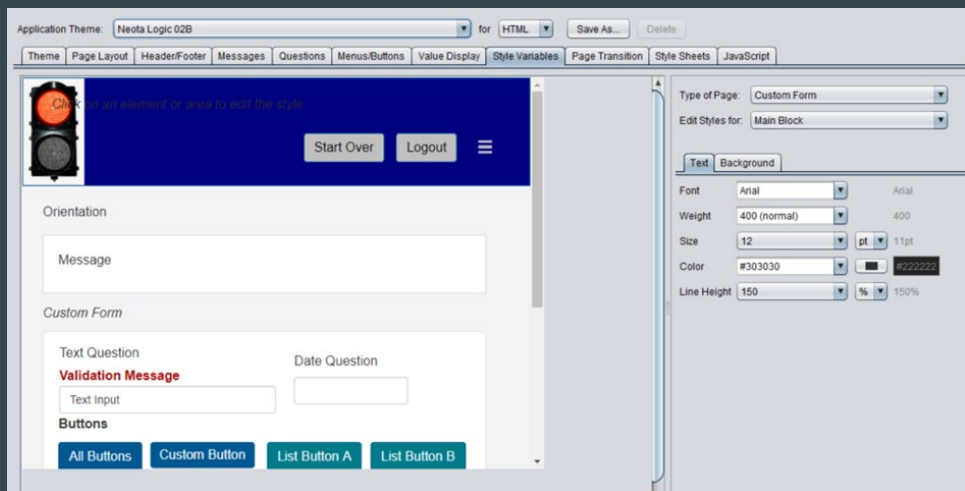 Application Theme: Neota Logic 02B for HTML Save As... Delete
Theme Page Layout Header/Footer Messages Questions Menus/Buttons Value Display Style Variables Page Transition Style Sheets JavaScript
Click on an element or area to edit the style
Start Over Logout
Orientation
Message
Custom Form
Text Question
Date Question
Validation Message
Text Input
Buttons
All Buttons Custom Button List Button A List Button B
Type of Page: Custom Form
Edit Styles for: Main Block
Text Background
Font Arial Arial
Weight 400 (normal) 400
Size 12 pt 11pt
Color #303030 #222222
Line Height 150 % 150%